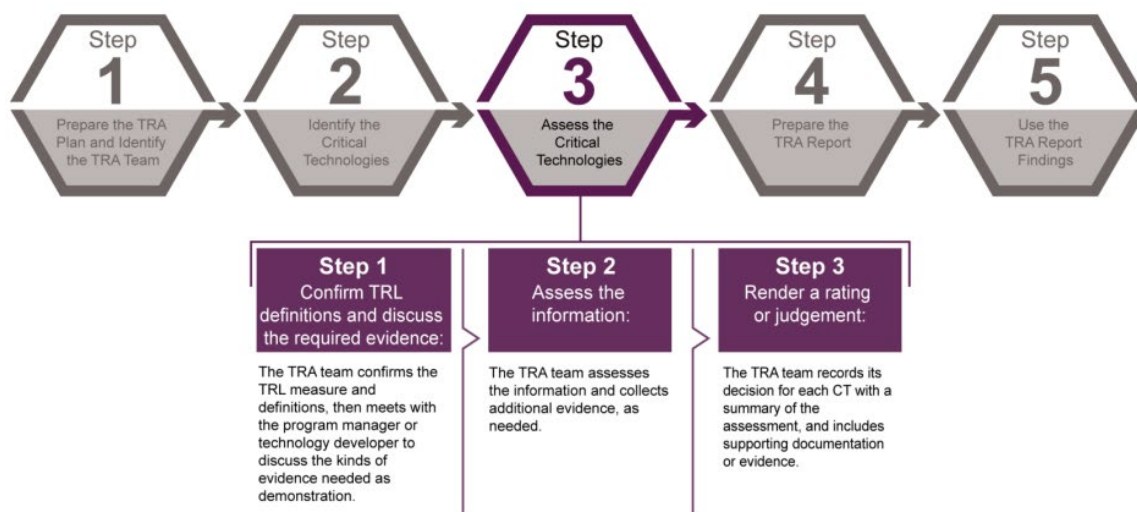 Step
1
Prepare the TRA
Plan and Identify
the TRA Team
Step
2
Identify the
Critical
Technologies
Step
3
Assess the
Critical
Technologies
Step
4
Prepare the
TRA Report
Step
5
Use the
TRA Report
Findings
Step 1
Confirm TRL
definitions and discuss
the required evidence:
The TRA team confirms the
TRL measure and
definitions, then meets with
the program manager or
technology developer to
discuss the kinds of
evidence needed as
demonstration.
Step 2
Assess the
information:
The TRA team assesses
the information and collects
additional evidence, as
needed.
Step 3
Render a rating
or judgement:
The TRA team records its
decision for each CT with a
summary of the
assessment, and includes
supporting documentation
or evidence.